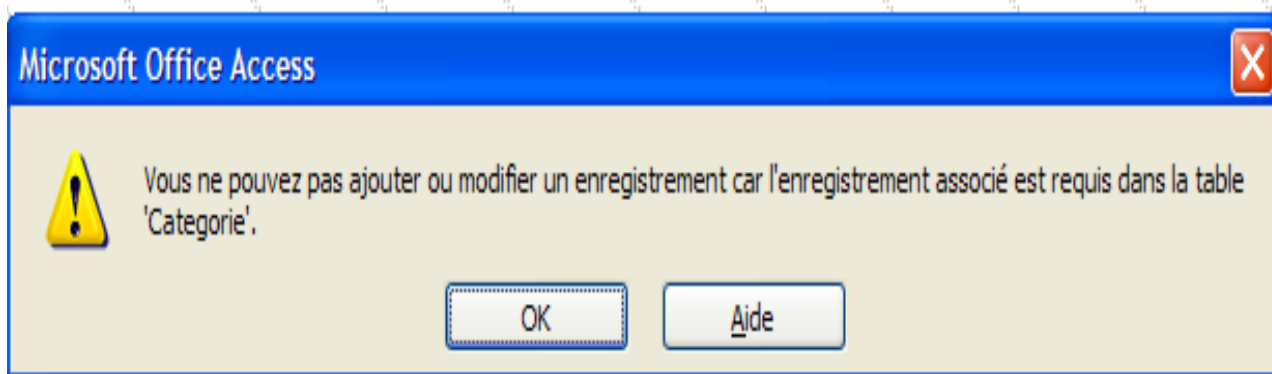 Microsoft Office Access
Vous ne pouvez pas ajouter ou modifier un enregistrement car l'enregistrement associé est requis dans la table
'Categorie'.
OK
Aide